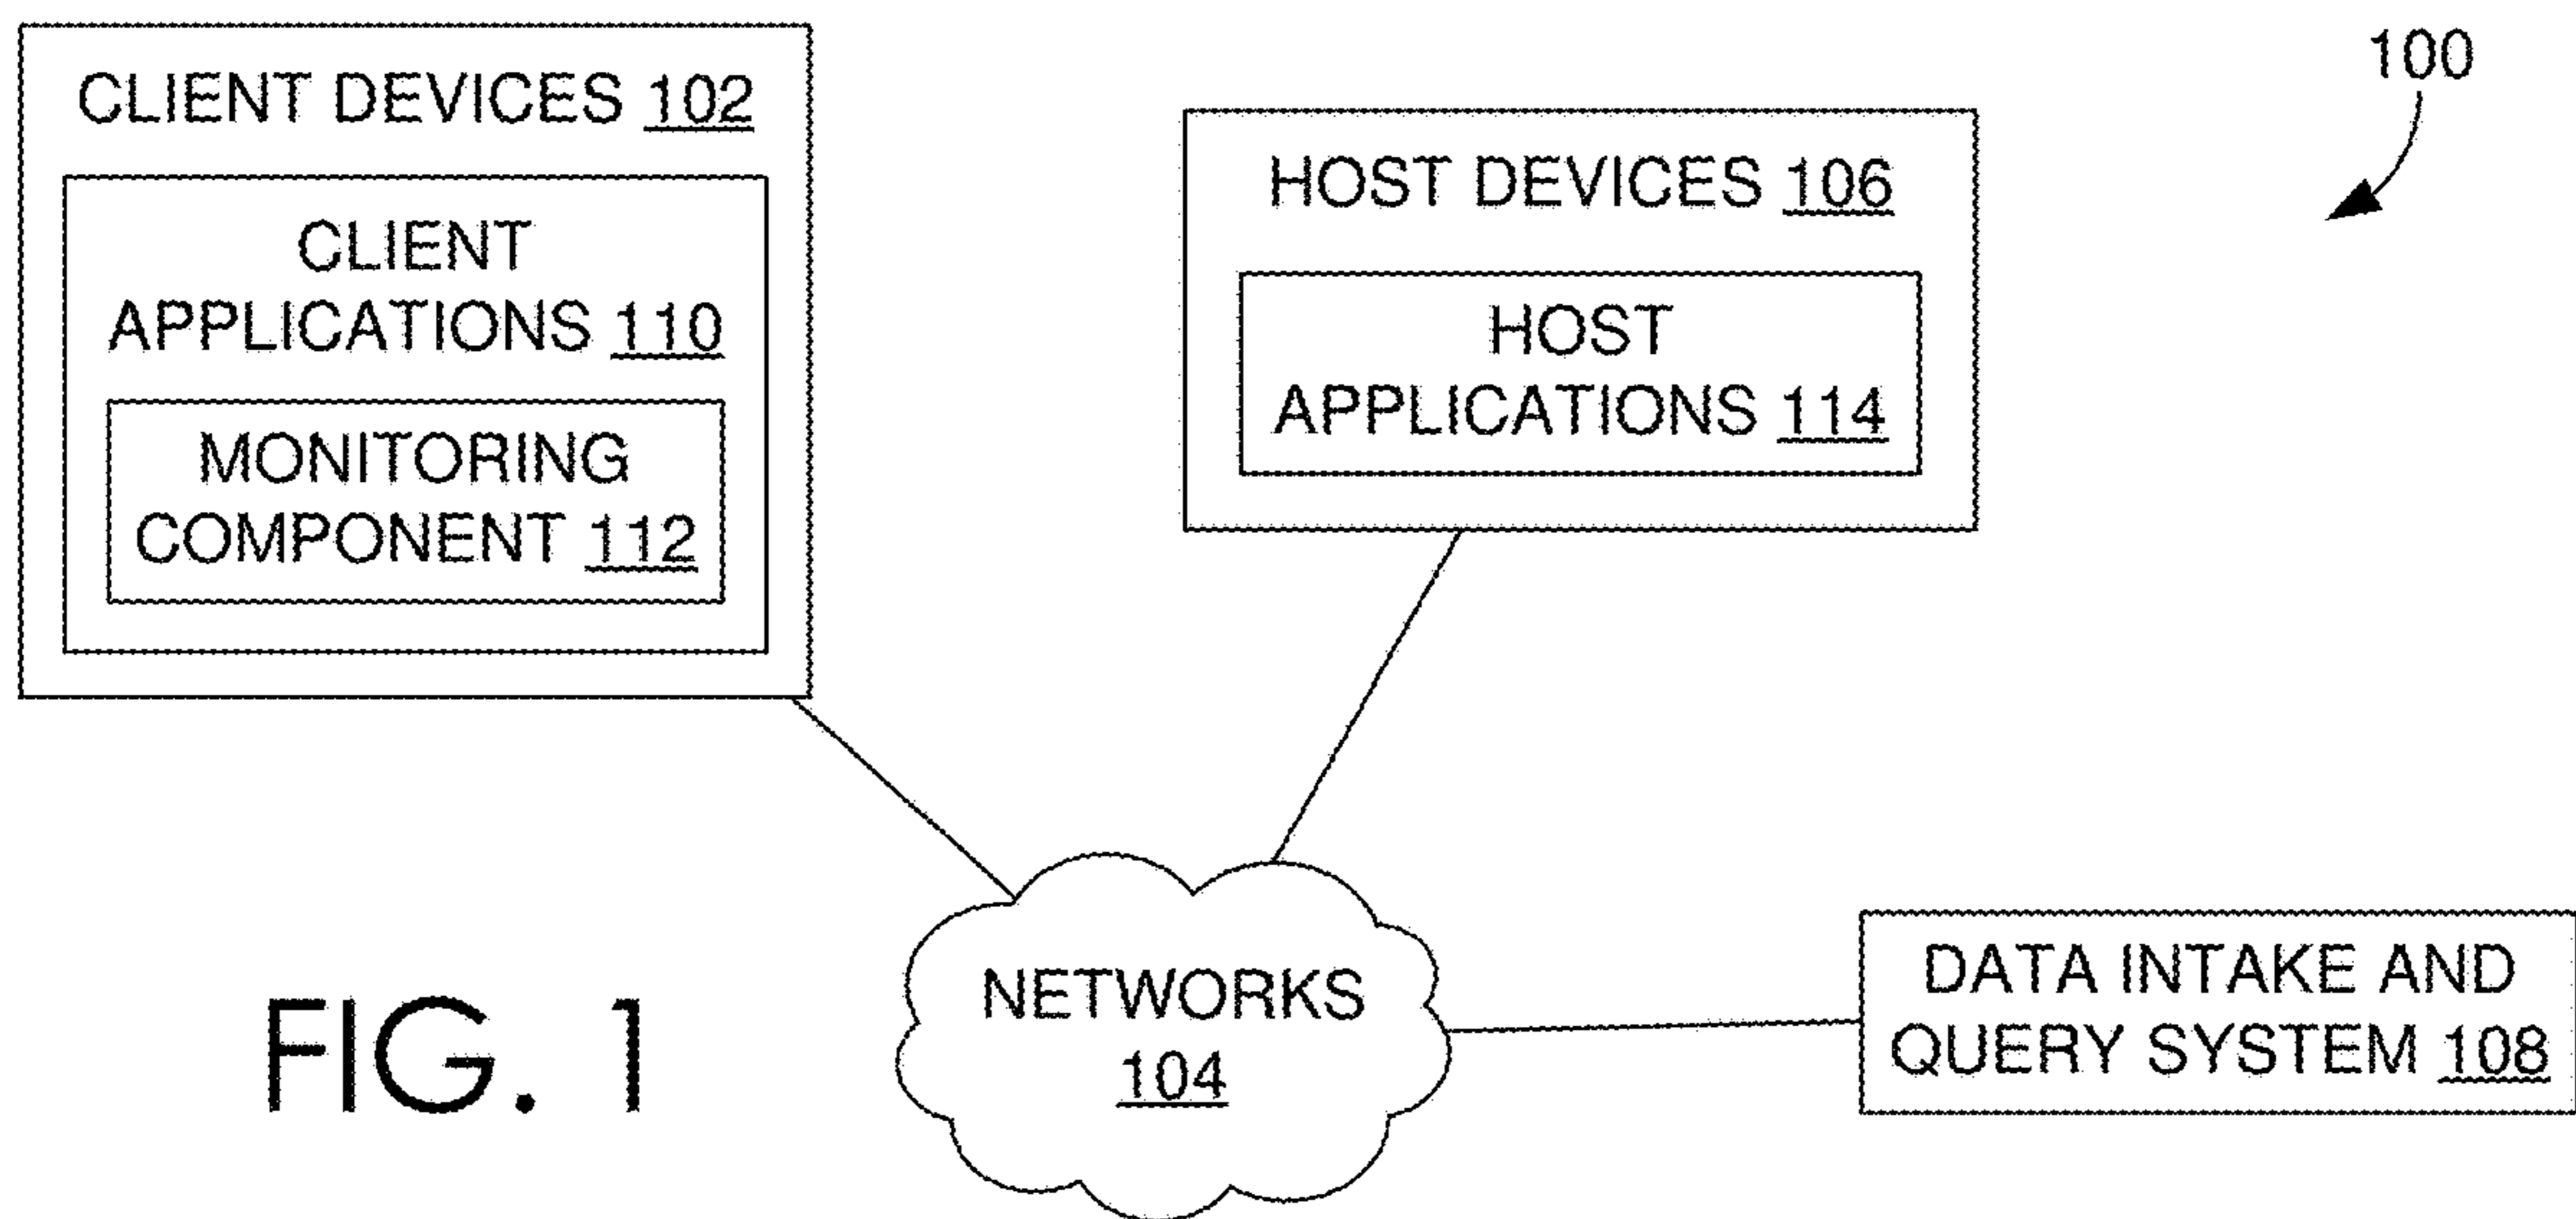 100
CLIENT DEVICES 102
CLIENT
APPLICATIONS 110
MONITORING
COMPONENT 112
HOST DEVICES 106
HOST
APPLICATIONS 114
NETWORKS
104
DATA INTAKE AND
QUERY SYSTEM 108
FIG. 1